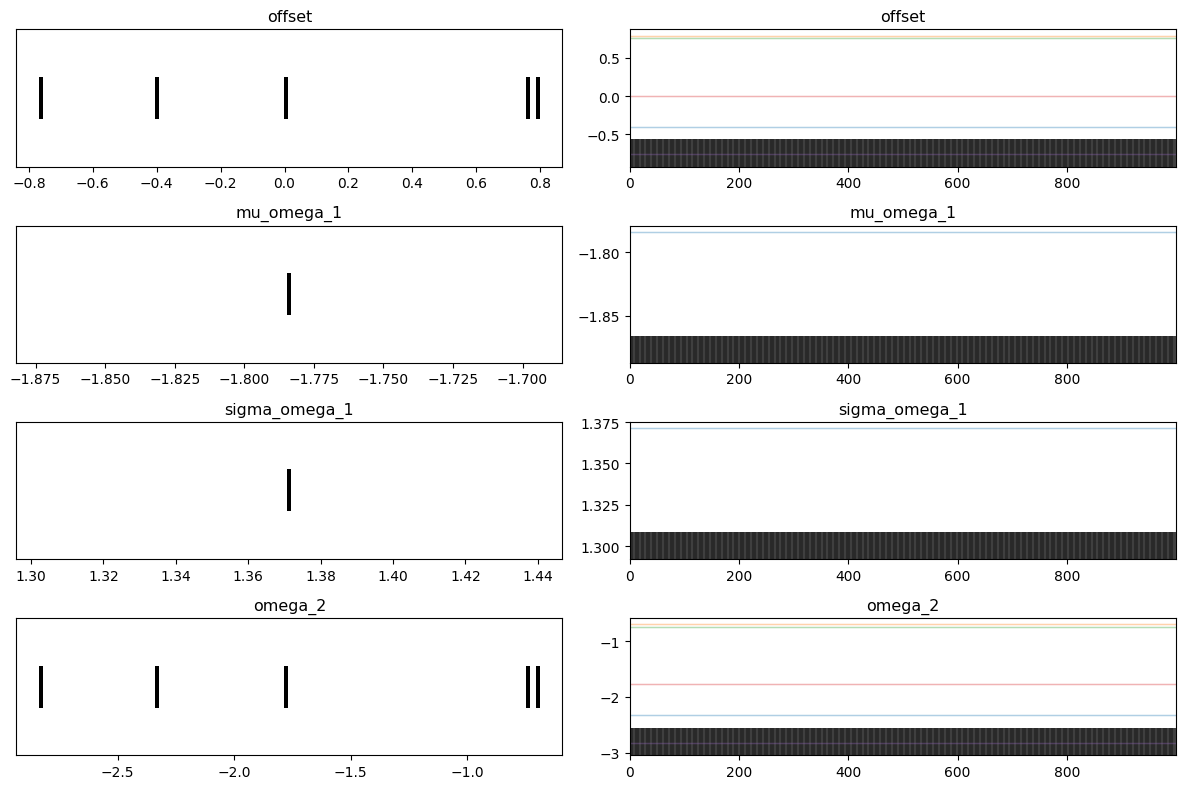 offset
−0.8 −0.6 −0.4 −0.2 0.0 0.2 0.4 0.6 0.8
offset
0.5
0.0
−0.5
0 200 400 600 800
mu_omega_1
−1.875 −1.850 −1.825 −1.800 −1.775 −1.750 −1.725 −1.700
mu_omega_1
−1.80
−1.85
0 200 400 600 800
sigma_omega_1
1.30 1.32 1.34 1.36 1.38 1.40 1.42 1.44
sigma_omega_1
1.375
1.350
1.325
1.300
0 200 400 600 800
omega_2
−2.5 −2.0 −1.5 −1.0
omega_2
−1
−2
−3
0 200 400 600 800